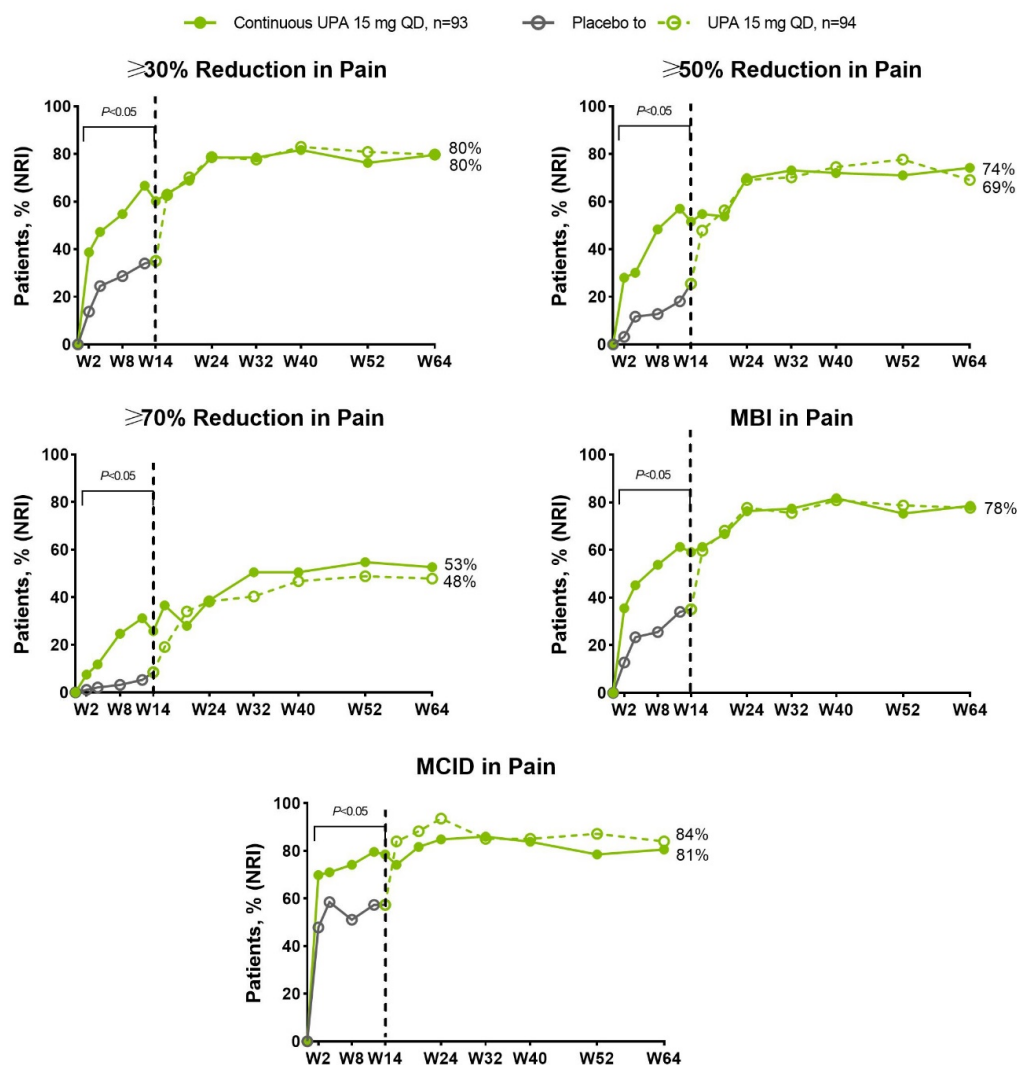 Continuous UPA 15 mg QD, n=93 Placebo to UPA 15 mg QD, n=94
⩾30% Reduction in Pain
P<0.05
Patients, % (NRI)
100
80
60
40
20
0
80%
80%
W2 W8 W14 W24 W32 W40 W52 W64
⩾50% Reduction in Pain
P<0.05
Patients, % (NRI)
100
80
60
40
20
0
74%
69%
W2 W8 W14 W24 W32 W40 W52 W64
⩾70% Reduction in Pain
P<0.05
Patients, % (NRI)
100
80
60
40
20
0
53%
48%
W2 W8 W14 W24 W32 W40 W52 W64
MBI in Pain
P<0.05
Patients, % (NRI)
100
80
60
40
20
0
78%
W2 W8 W14 W24 W32 W40 W52 W64
MCID in Pain
P<0.05
Patients, % (NRI)
100
80
60
40
20
0
84%
81%
W2 W8 W14 W24 W32 W40 W52 W64